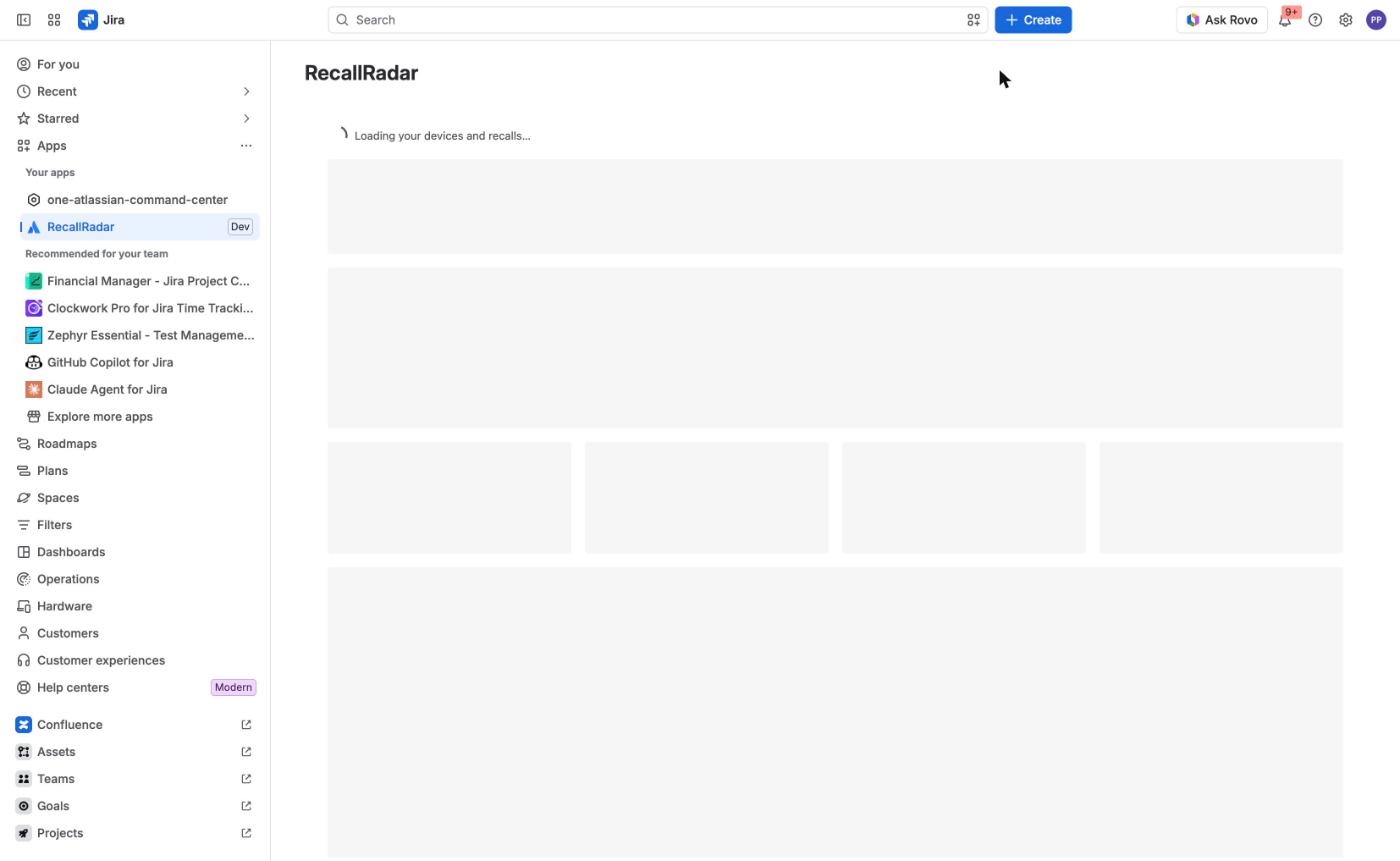 Jira
Search
Create
Ask Rovo
9+
PP
For you
Recent
Starred
Apps
Your apps
one-atlassian-command-center
RecallRadar
Dev
Recommended for your team
Financial Manager - Jira Project C...
Clockwork Pro for Jira Time Tracki...
Zephyr Essential - Test Manageme...
GitHub Copilot for Jira
Claude Agent for Jira
Explore more apps
Roadmaps
Plans
Spaces
Filters
Dashboards
Operations
Hardware
Customers
Customer experiences
Help centers
Modern
Confluence
Assets
Teams
Goals
Projects
RecallRadar
Loading your devices and recalls...